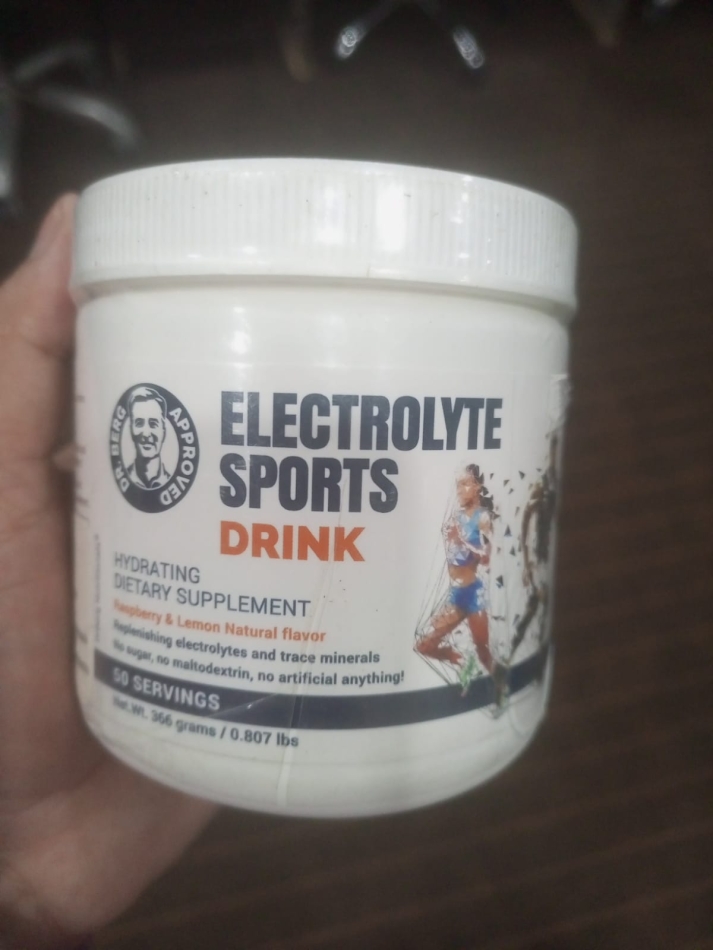 DR. BERG APPROVED
ELECTROLYTE
SPORTS
DRINK
HYDRATING
DIETARY SUPPLEMENT
Raspberry & Lemon Natural flavor
Replenishing electrolytes and trace minerals
No sugar, no maltodextrin, no artificial anything!
50 SERVINGS
Net.Wt. 366 grams / 0.807 lbs